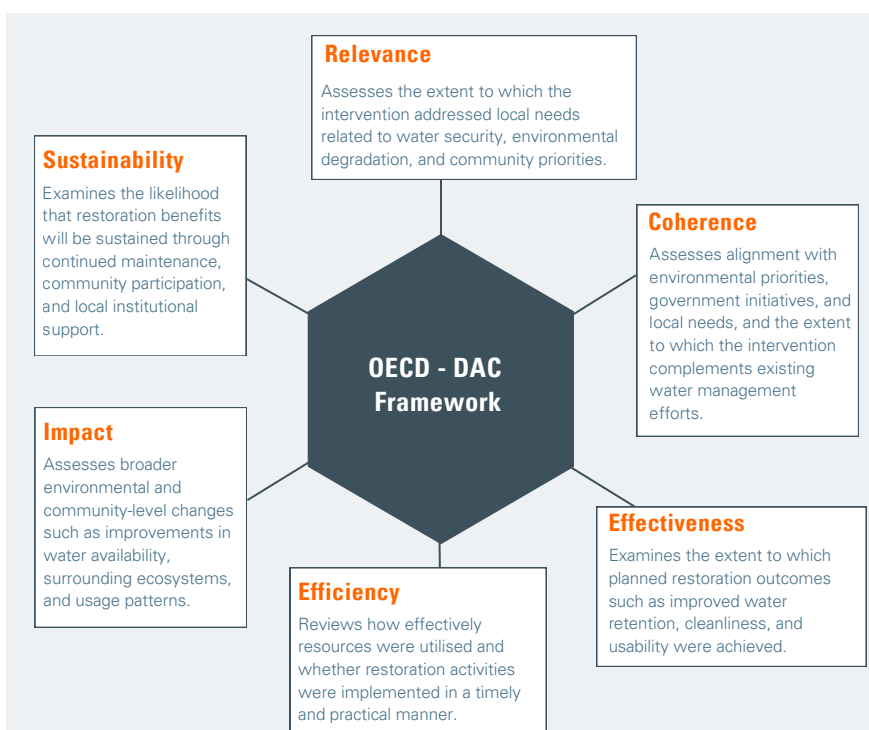 Relevance
Assesses the extent to which the
intervention addressed local needs
related to water security, environmental
degradation, and community priorities.
Sustainability
Examines the likelihood
that restoration benefits
will be sustained through
continued maintenance,
community participation,
and local institutional
support.
Coherence
Assesses alignment with
environmental priorities,
government initiatives, and
local needs, and the extent
to which the intervention
complements existing
water management
efforts.
OECD - DAC
Framework
Impact
Assesses broader
environmental and
community-level changes
such as improvements in
water availability,
surrounding ecosystems,
and usage patterns.
Effectiveness
Examines the extent to which
planned restoration outcomes
such as improved water
retention, cleanliness, and
usability were achieved.
Efficiency
Reviews how effectively
resources were utilised and
whether restoration activities
were implemented in a timely
and practical manner.